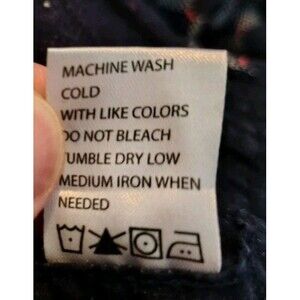 MACHINE WASH
COLD
WITH LIKE COLORS
DO NOT BLEACH
TUMBLE DRY LOW
MEDIUM IRON WHEN
NEEDED